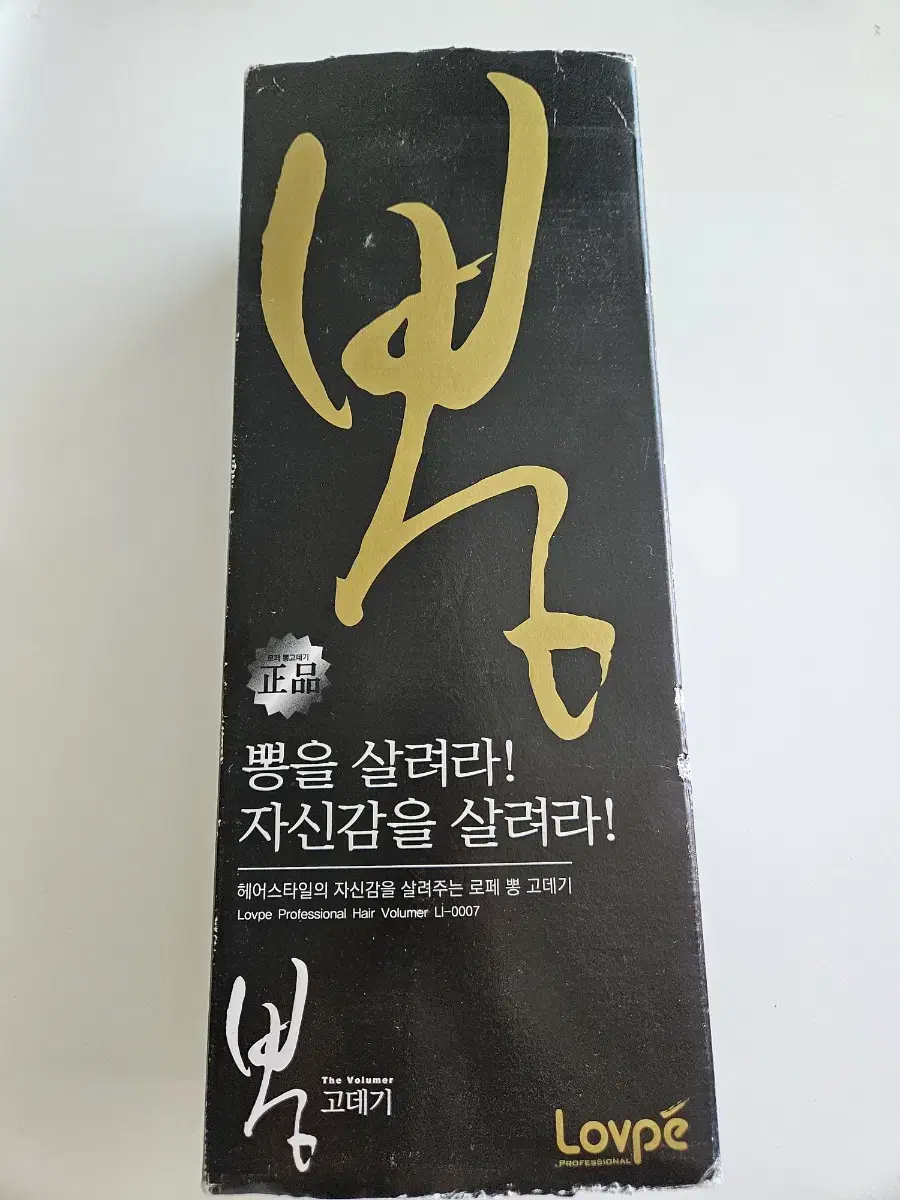 뽕
로페 뽕고데기
正品
뽕을 살려라!
자신감을 살려라!
헤어스타일의 자신감을 살려주는 로페 뽕 고데기
Lovpe Professional Hair Volumer Li-0007
뽕
The Volumer
고데기
Lovpé
PROFESSIONAL